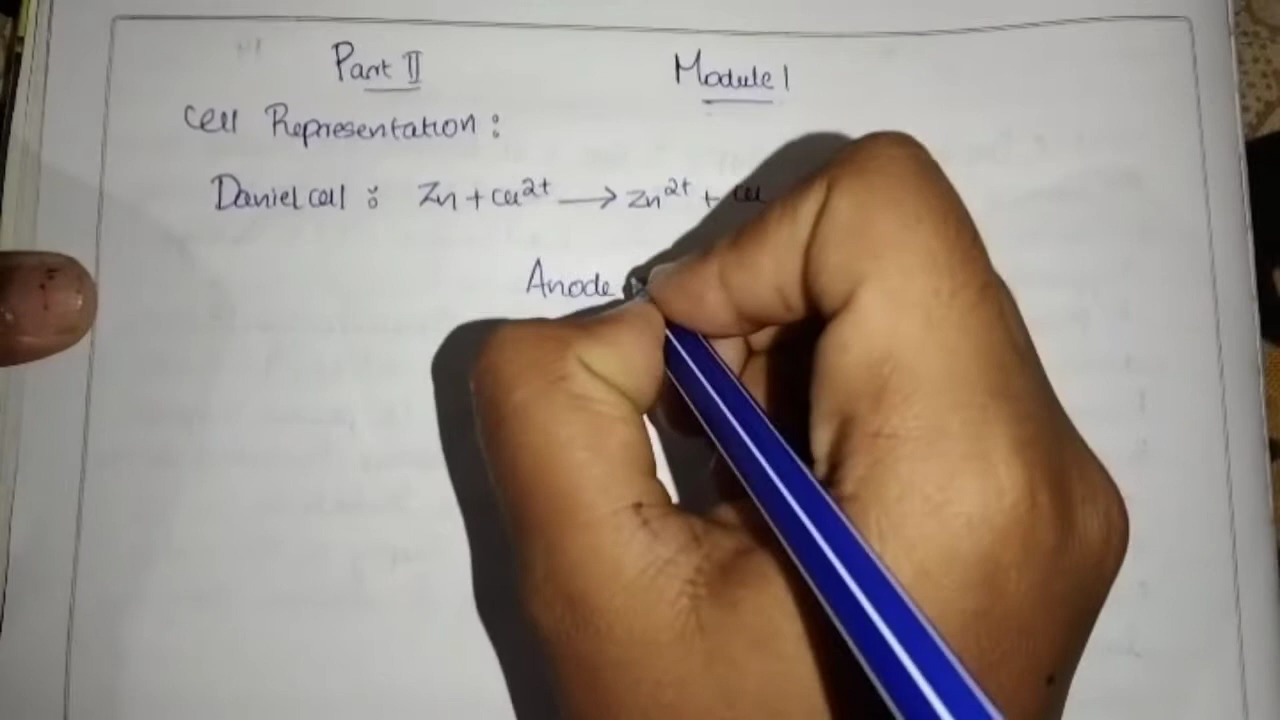 Part II Module 1
Cell Representation :
Daniel cell : Zn + Cu²⁺ ⟶ Zn²⁺ + Cu
Anode